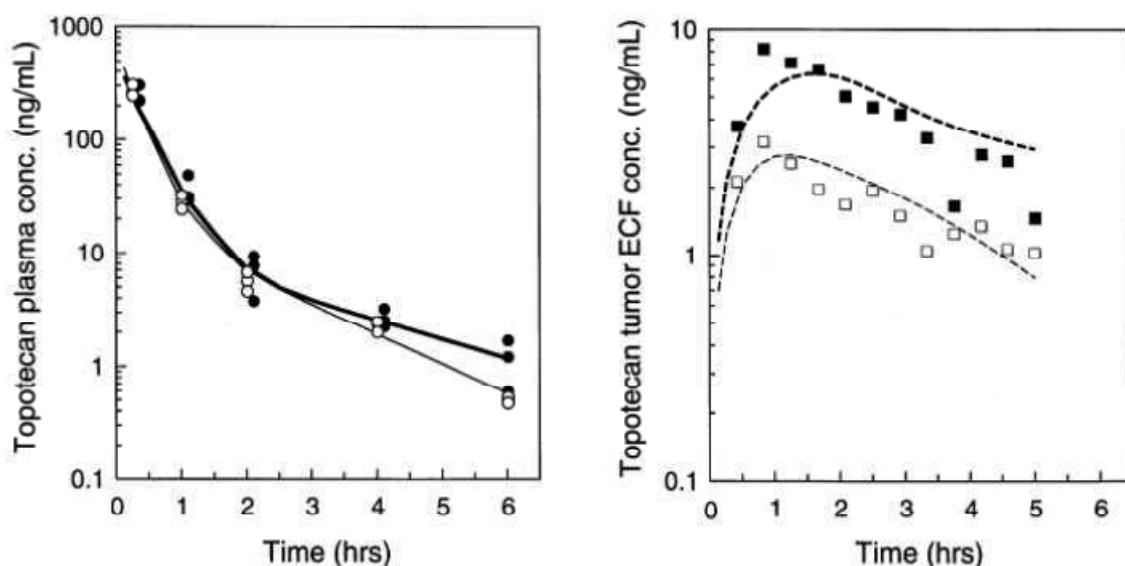 Topotecan plasma conc. (ng/mL)
1000
100
10
1
0.1
0 1 2 3 4 5 6
Time (hrs)
Topotecan tumor ECF conc. (ng/mL)
10
1
0.1
0 1 2 3 4 5 6
Time (hrs)